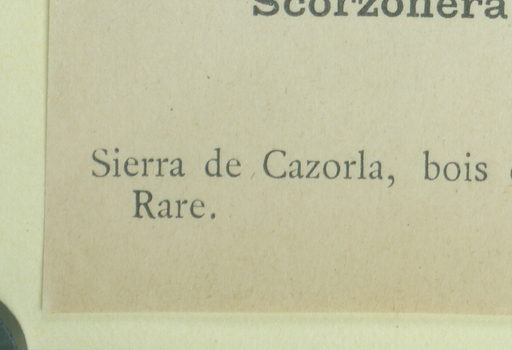 Scorzonera
Sierra de Cazorla, bois
Rare.